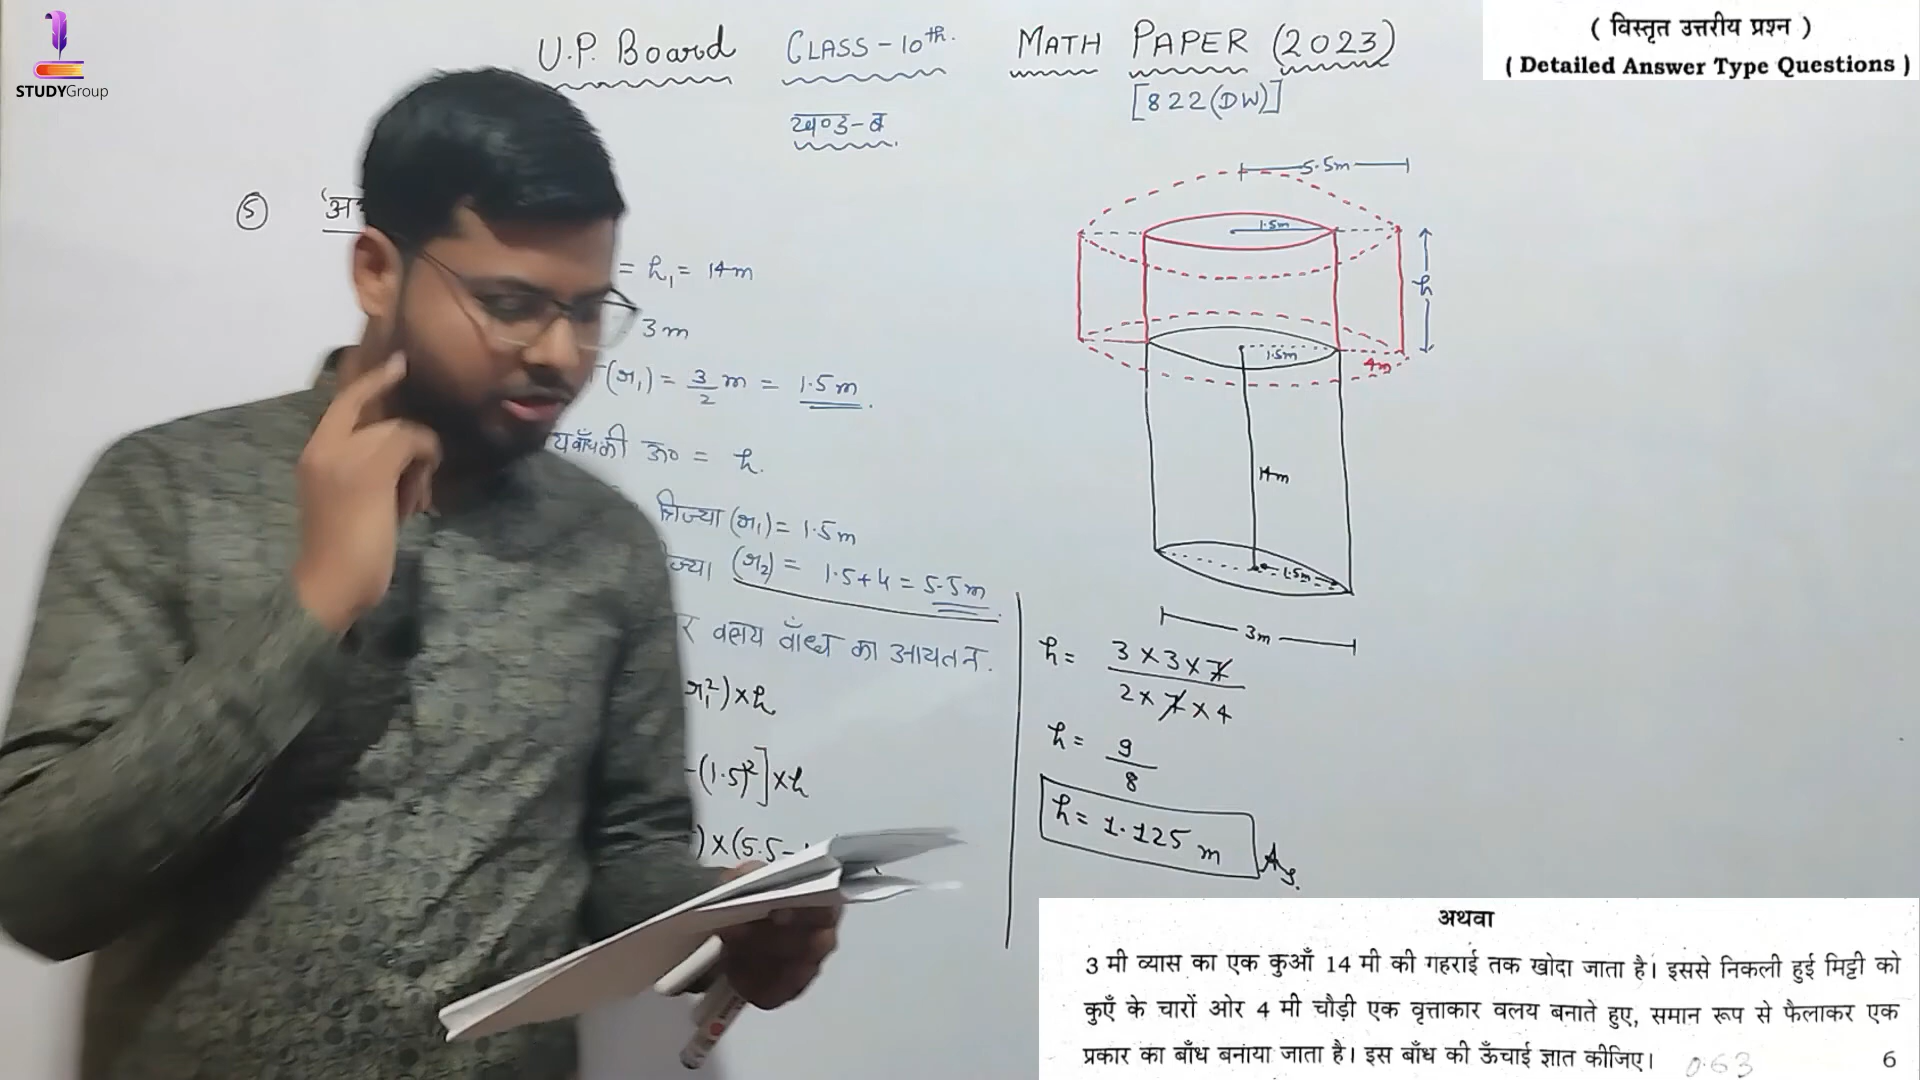 STUDYGroup
U.P. Board CLASS-10th. MATH PAPER (2023)
[822(DW)]
खण्ड-ब
( विस्तृत उत्तरीय प्रश्न )
( Detailed Answer Type Questions )
⑤
= h₁ = 14m
3m
(r₁) = 3/2 m = 1.5m.
की ऊ० = h.
त्रिज्या (r₁) = 1.5m
(r₂) = 1.5+4 = 5.5m
वलय बाँध का आयतन.
r₁²)×h
-(1.5)²]×h
)×(5.5-
5.5m
1.5m
h
1.5m
4m
14m
1.5m
3m
h = 3×3×7/2×7×4
h = 9/8
h = 1.125 m Ans.
अथवा
3 मी व्यास का एक कुआँ 14 मी की गहराई तक खोदा जाता है। इससे निकली हुई मिट्टी को
कुएँ के चारों ओर 4 मी चौड़ी एक वृत्ताकार वलय बनाते हुए, समान रूप से फैलाकर एक
प्रकार का बाँध बनाया जाता है। इस बाँध की ऊँचाई ज्ञात कीजिए। 0.63 6